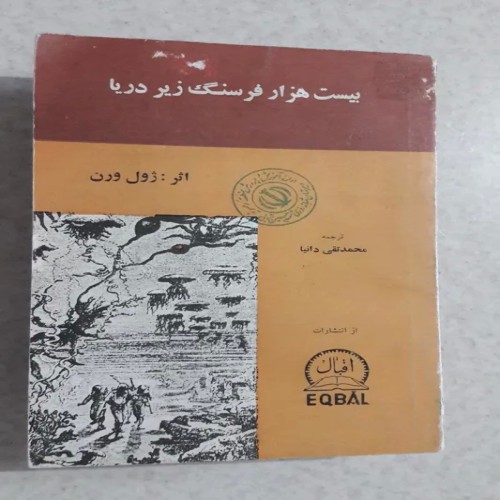 بیست هزار فرسنگ زیر دریا
اثر : ژول ورن
ترجمه
محمدتقی دانیا
از انتشارات
اقبال
EQBAL